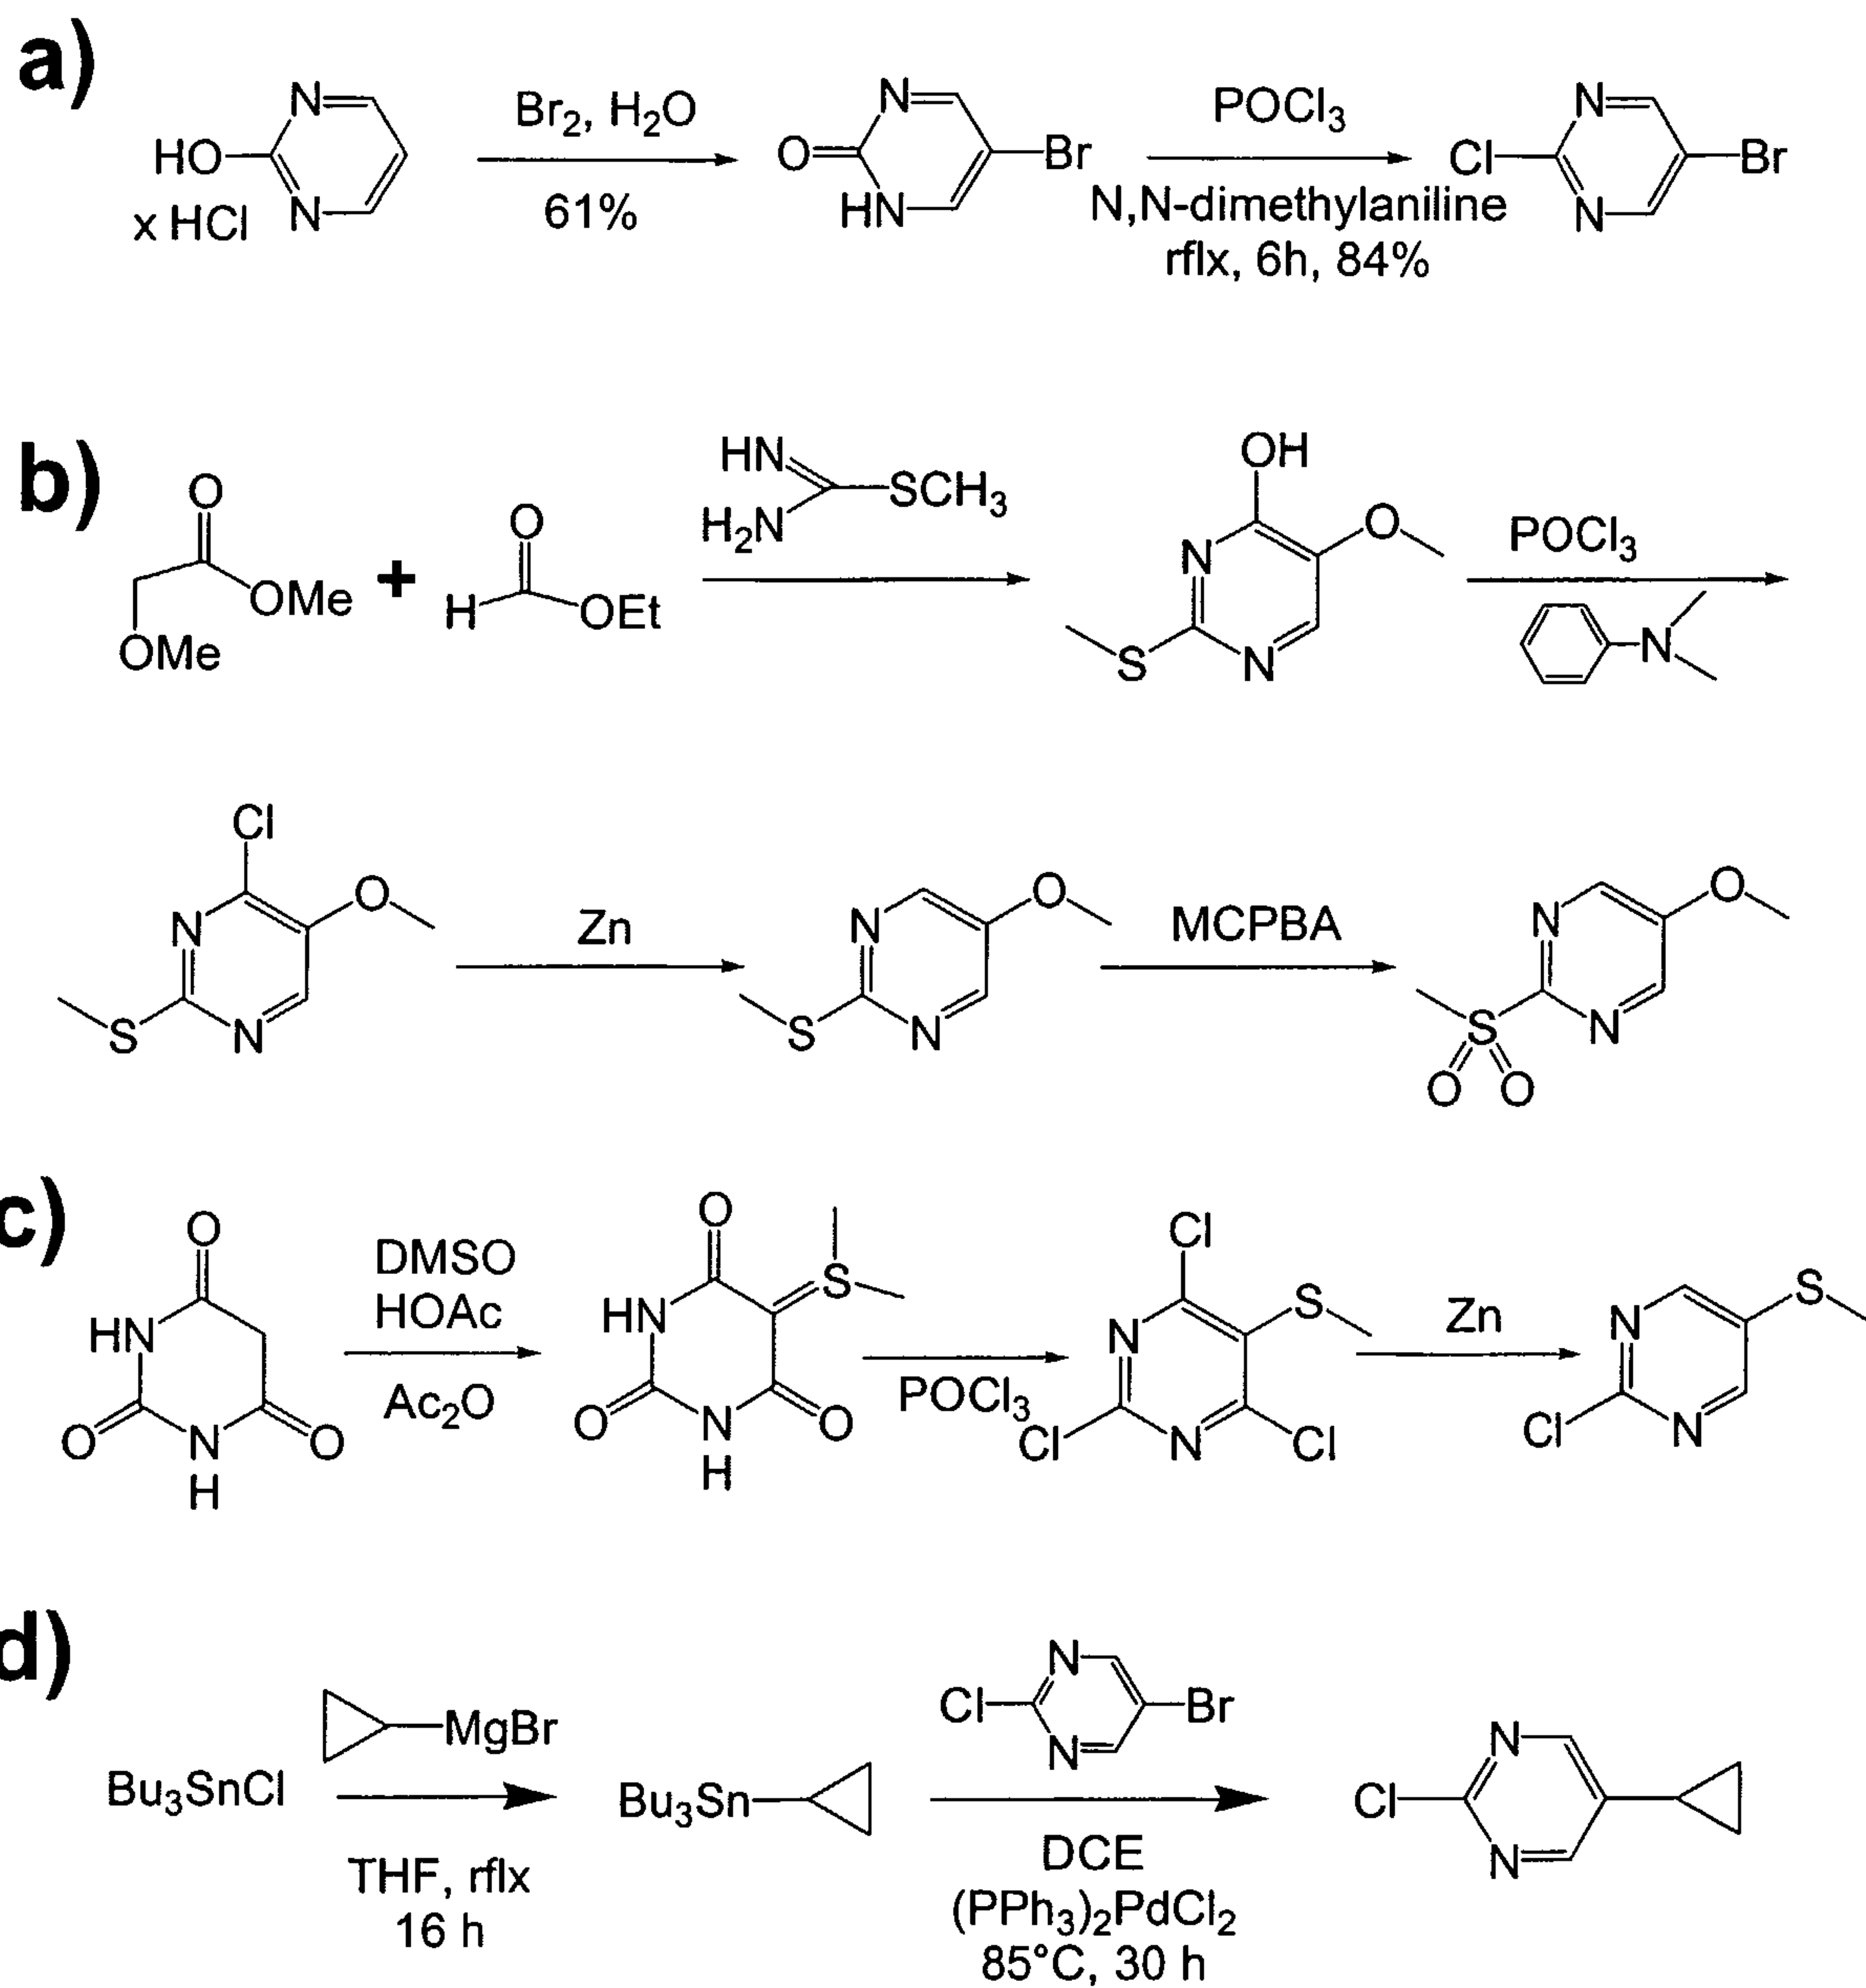 a)
HO
N
N
x HCl
Br2, H2O
61%
O
N
HN
Br
POCl3
N,N-dimethylaniline
rflx, 6h, 84%
Cl
N
N
Br
b)
O
OMe
OMe
+
O
H
OEt
HN
H2N
SCH3
OH
N
O
S
N
POCl3
N
Cl
N
O
S
N
Zn
N
O
S
N
MCPBA
N
O
S
N
O
O
c)
O
HN
O
N
H
O
DMSO
HOAc
Ac2O
O
S
HN
O
N
H
O
POCl3
Cl
S
N
Cl
N
Cl
Zn
S
N
Cl
N
d)
Bu3SnCl
MgBr
THF, rflx
16 h
Bu3Sn
N
Cl
Br
N
DCE
(PPh3)2PdCl2
85°C, 30 h
N
Cl
N